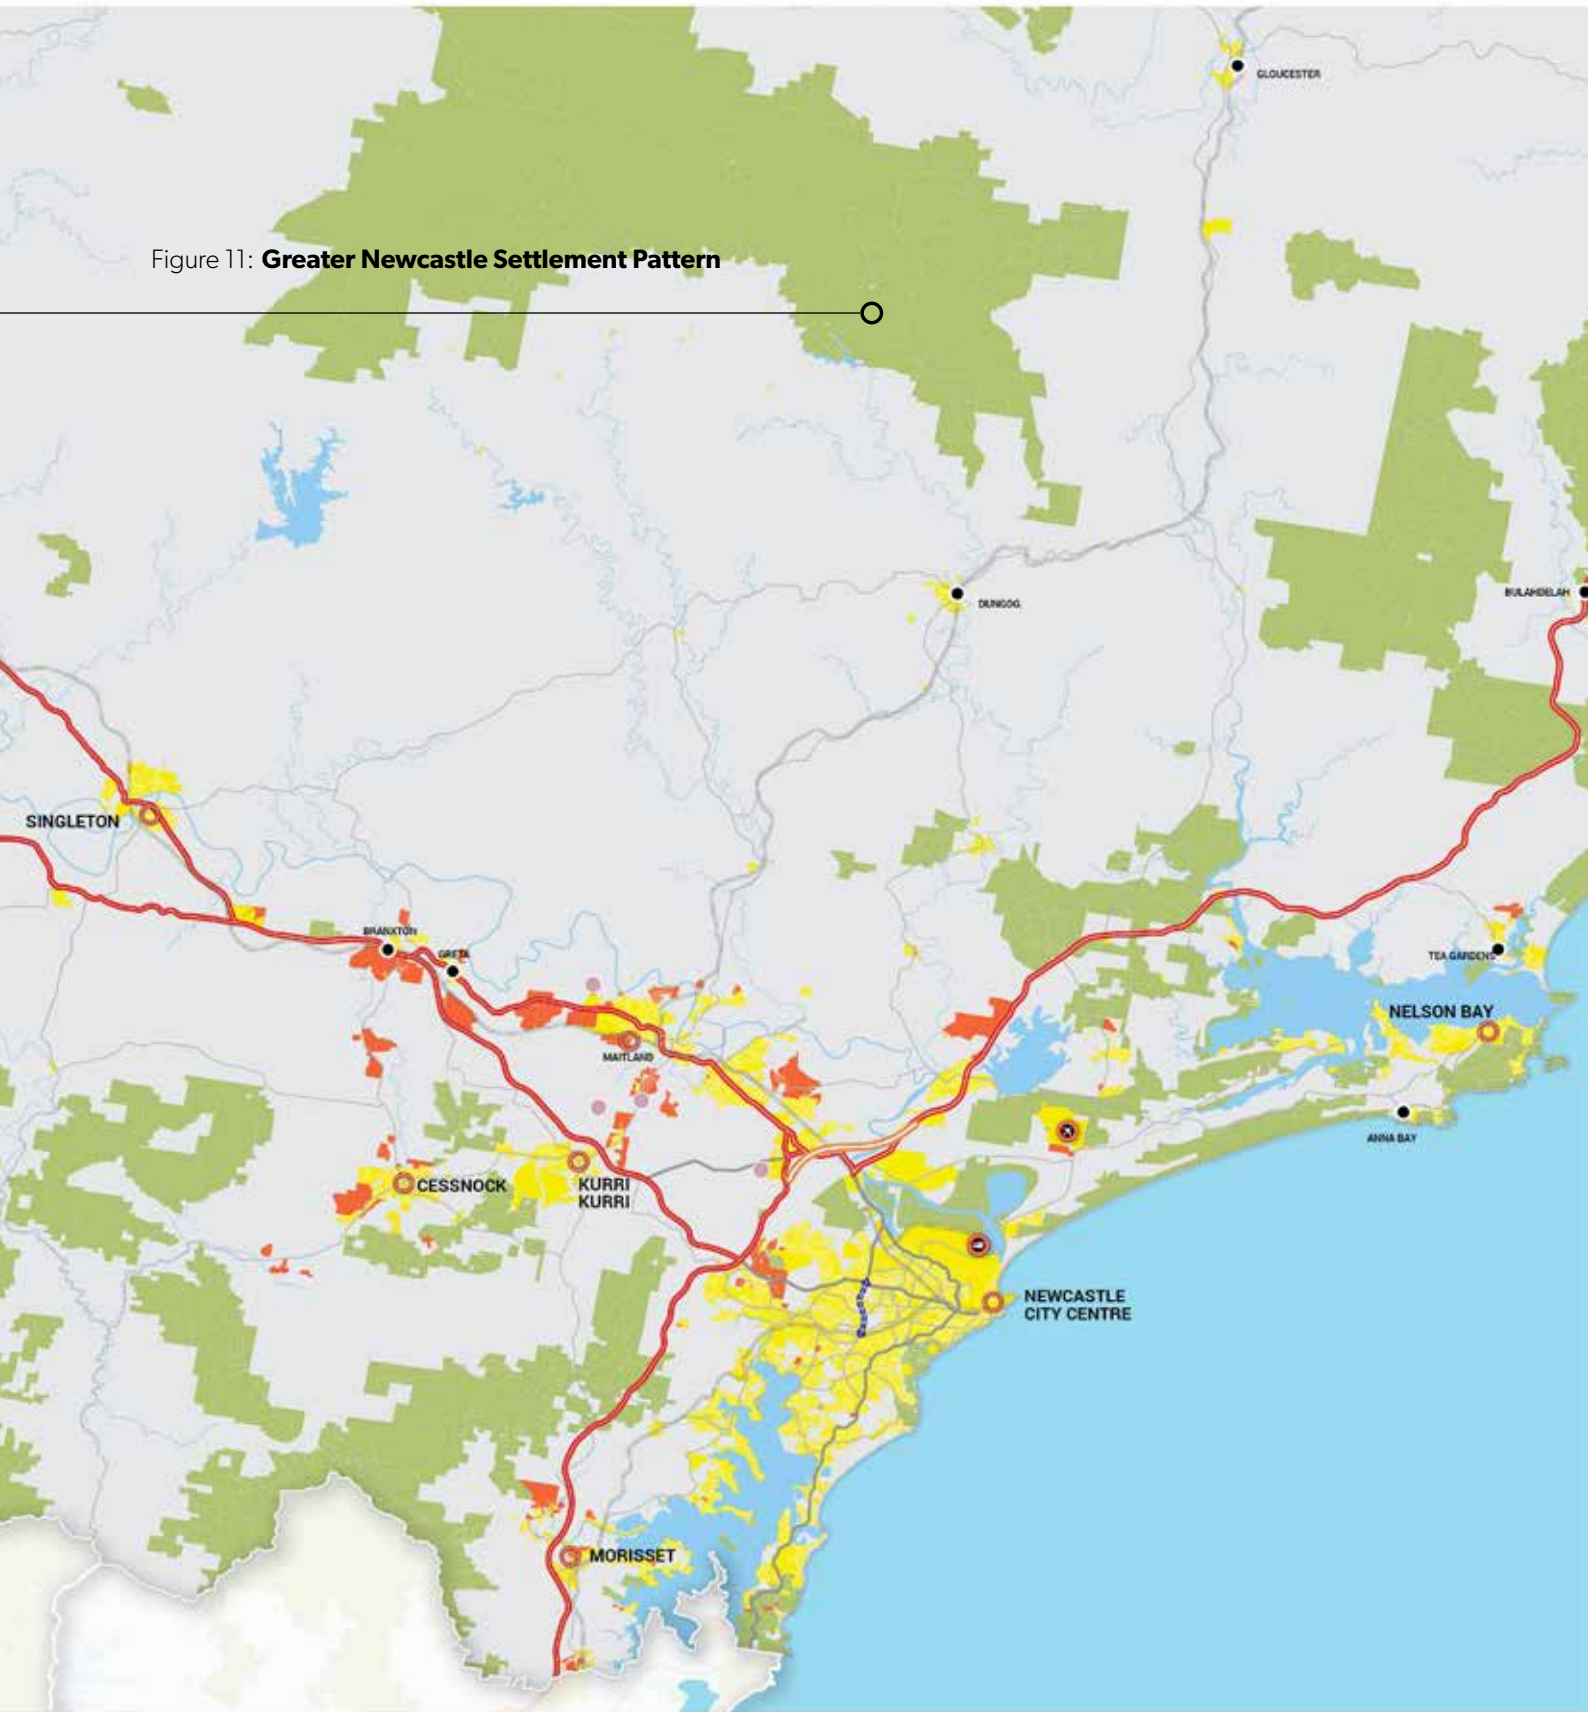 GLOUCESTER
Figure 11: Greater Newcastle Settlement Pattern
BULAHDELAH
DUNGOG
SINGLETON
BRANXTON
GRETA
TEA GARDENS
NELSON BAY
MAITLAND
ANNA BAY
CESSNOCK
KURRI
KURRI
NEWCASTLE
CITY CENTRE
MORISSET